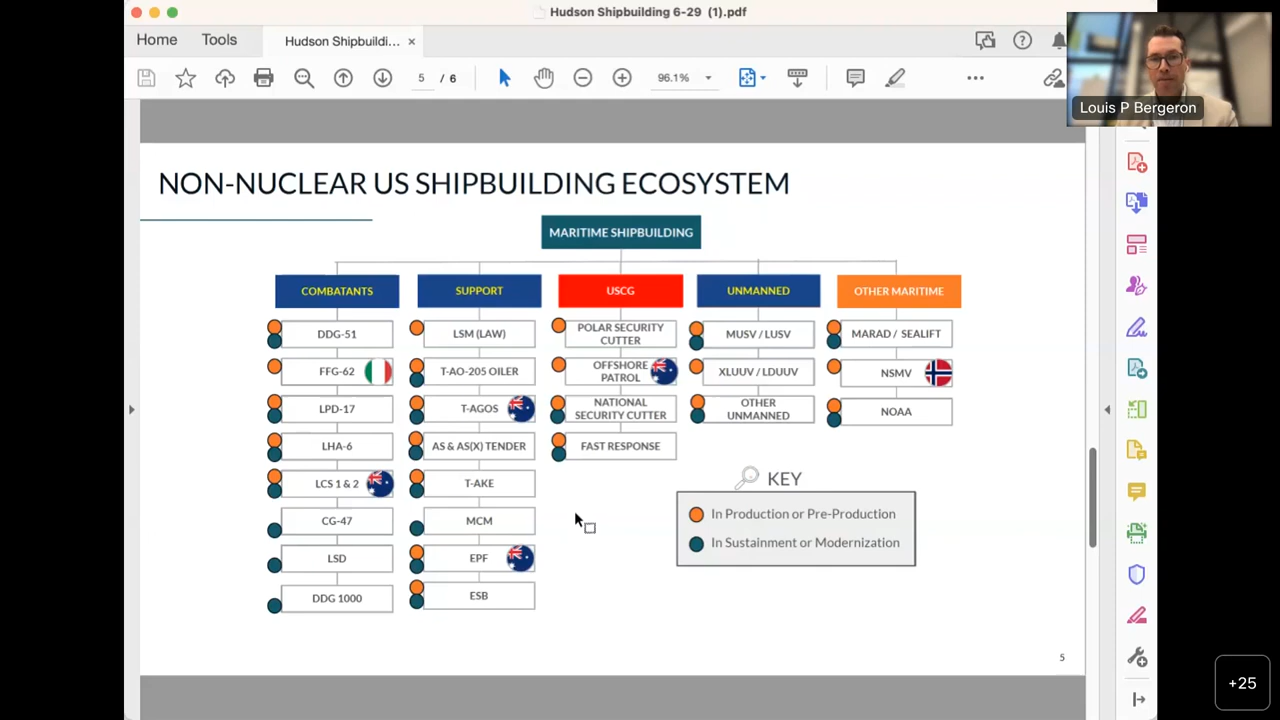 Hudson Shipbuilding 6-29 (1).pdf
Home
Tools
Hudson Shipbuildi...
5 / 6
96.1%
Louis P Bergeron
NON-NUCLEAR US SHIPBUILDING ECOSYSTEM
MARITIME SHIPBUILDING
COMBATANTS
DDG-51
FFG-62
LPD-17
LHA-6
LCS 1 & 2
CG-47
LSD
DDG 1000
SUPPORT
LSM (LAW)
T-AO-205 OILER
T-AGOS
AS & AS(X) TENDER
T-AKE
MCM
EPF
ESB
USCG
POLAR SECURITY
CUTTER
OFFSHORE
PATROL
NATIONAL
SECURITY CUTTER
FAST RESPONSE
UNMANNED
MUSV / LUSV
XLUUV / LDUUV
OTHER
UNMANNED
OTHER MARITIME
MARAD / SEALIFT
NSMV
NOAA
KEY
In Production or Pre-Production
In Sustainment or Modernization
5
+25